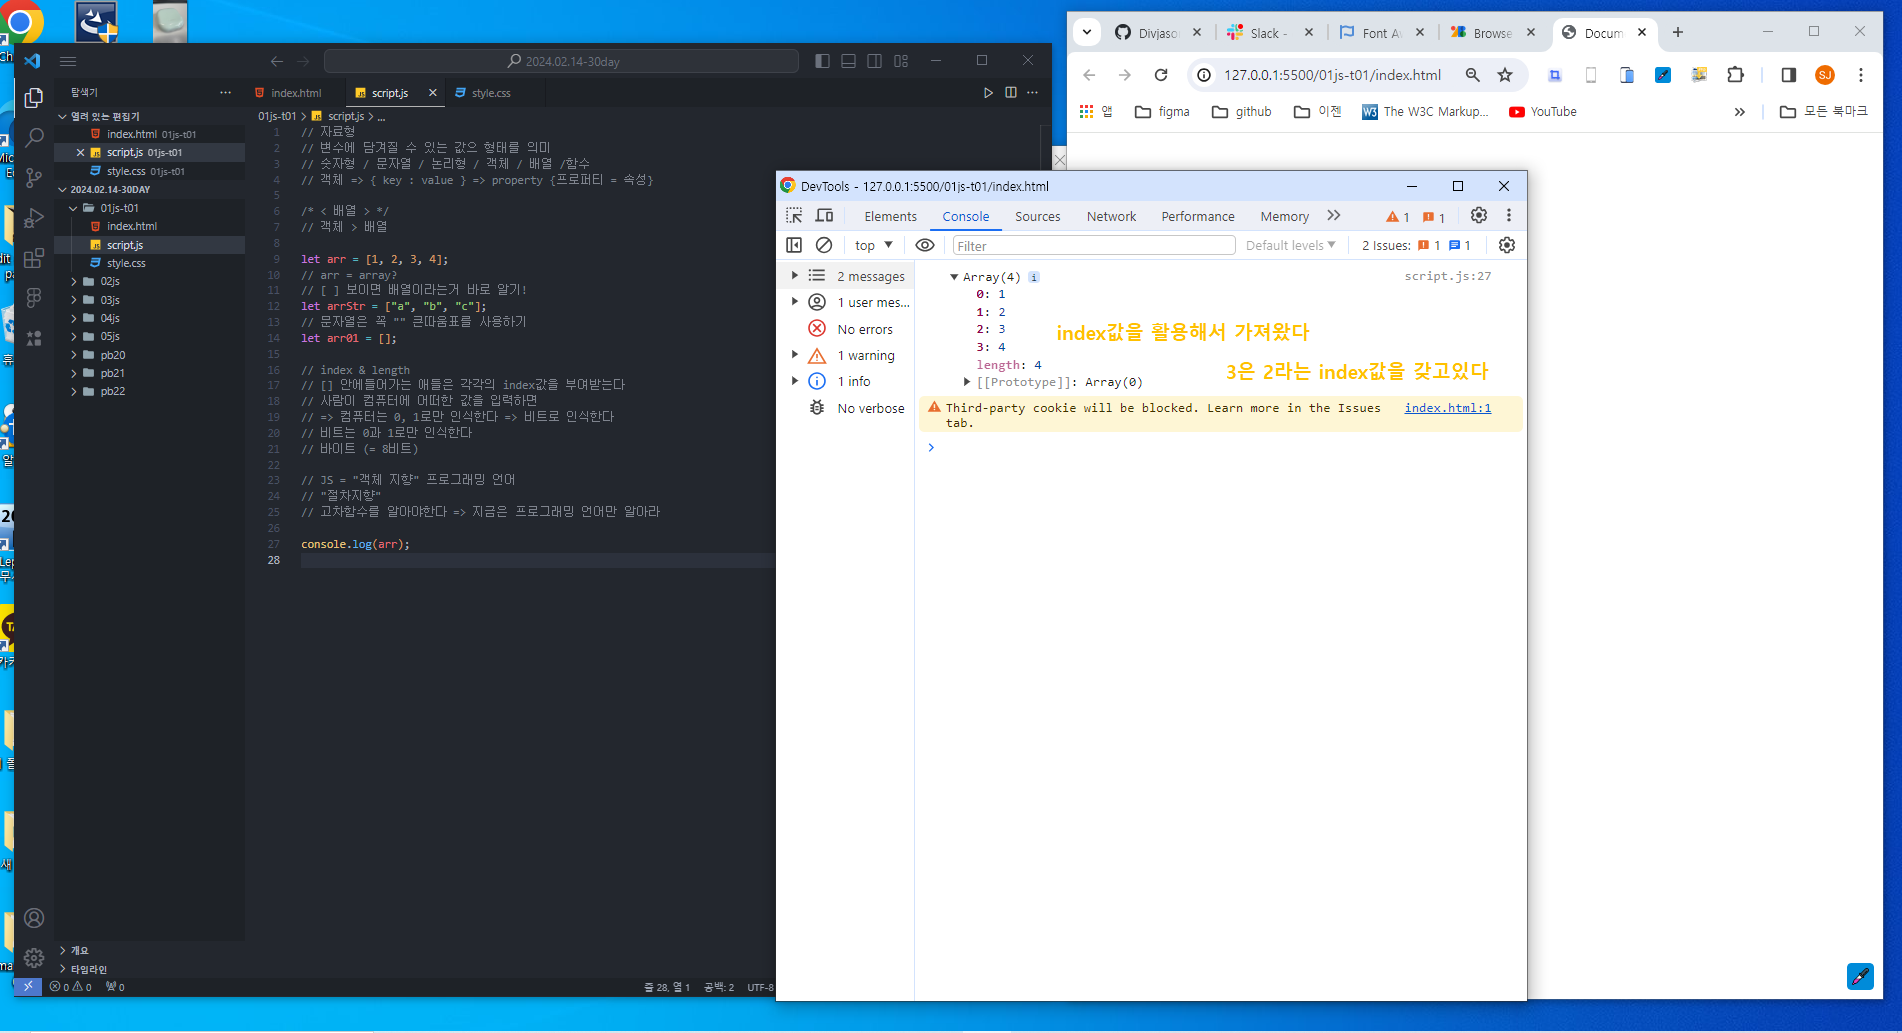 2024.02.14-30day
탐색기
열려 있는 편집기
index.html 01js-t01
script.js 01js-t01
style.css 01js-t01
2024.02.14-30DAY
01js-t01
index.html
script.js
style.css
02js
03js
04js
05js
pb20
pb21
pb22
개요
타임라인
index.html
script.js
style.css
01js-t01 > script.js > ...
1 // 자료형
2 // 변수에 담겨질 수 있는 값으 형태를 의미
3 // 숫자형 / 문자열 / 논리형 / 객체 / 배열 /함수
4 // 객체 => { key : value } => property {프로퍼티 = 속성}
5
6 /* < 배열 > */
7 // 객체 > 배열
8
9 let arr = [1, 2, 3, 4];
10 // arr = array?
11 // [ ] 보이면 배열이라는거 바로 알기!
12 let arrStr = ["a", "b", "c"];
13 // 문자열은 꼭 "" 큰따옴표를 사용하기
14 let arr01 = [];
15
16 // index & length
17 // [] 안에들어가는 애들은 각각의 index값을 부여받는다
18 // 사람이 컴퓨터에 어떠한 값을 입력하면
19 // => 컴퓨터는 0, 1로만 인식한다 => 비트로 인식한다
20 // 비트는 0과 1로만 인식한다
21 // 바이트 (= 8비트)
22
23 // JS = "객체 지향" 프로그래밍 언어
24 // "절차지향"
25 // 고차함수를 알아야한다 => 지금은 프로그래밍 언어만 알아라
26
27 console.log(arr);
28
0 0 0
줄 28, 열 1 공백: 2 UTF-8
Divjaso
Slack -
Font Aw
Browse
Docum
127.0.0.1:5500/01js-t01/index.html
SJ
앱
figma
github
이젠
The W3C Markup...
YouTube
모든 북마크
DevTools - 127.0.0.1:5500/01js-t01/index.html
Elements Console Sources Network Performance Memory 1 1
top Filter Default levels 2 Issues: 1 1
2 messages
1 user mes...
No errors
1 warning
1 info
No verbose
Array(4) i script.js:27
0: 1
1: 2
2: 3
3: 4
length: 4
[[Prototype]]: Array(0)
index값을 활용해서 가져왔다
3은 2라는 index값을 갖고있다
Third-party cookie will be blocked. Learn more in the Issues index.html:1
tab.